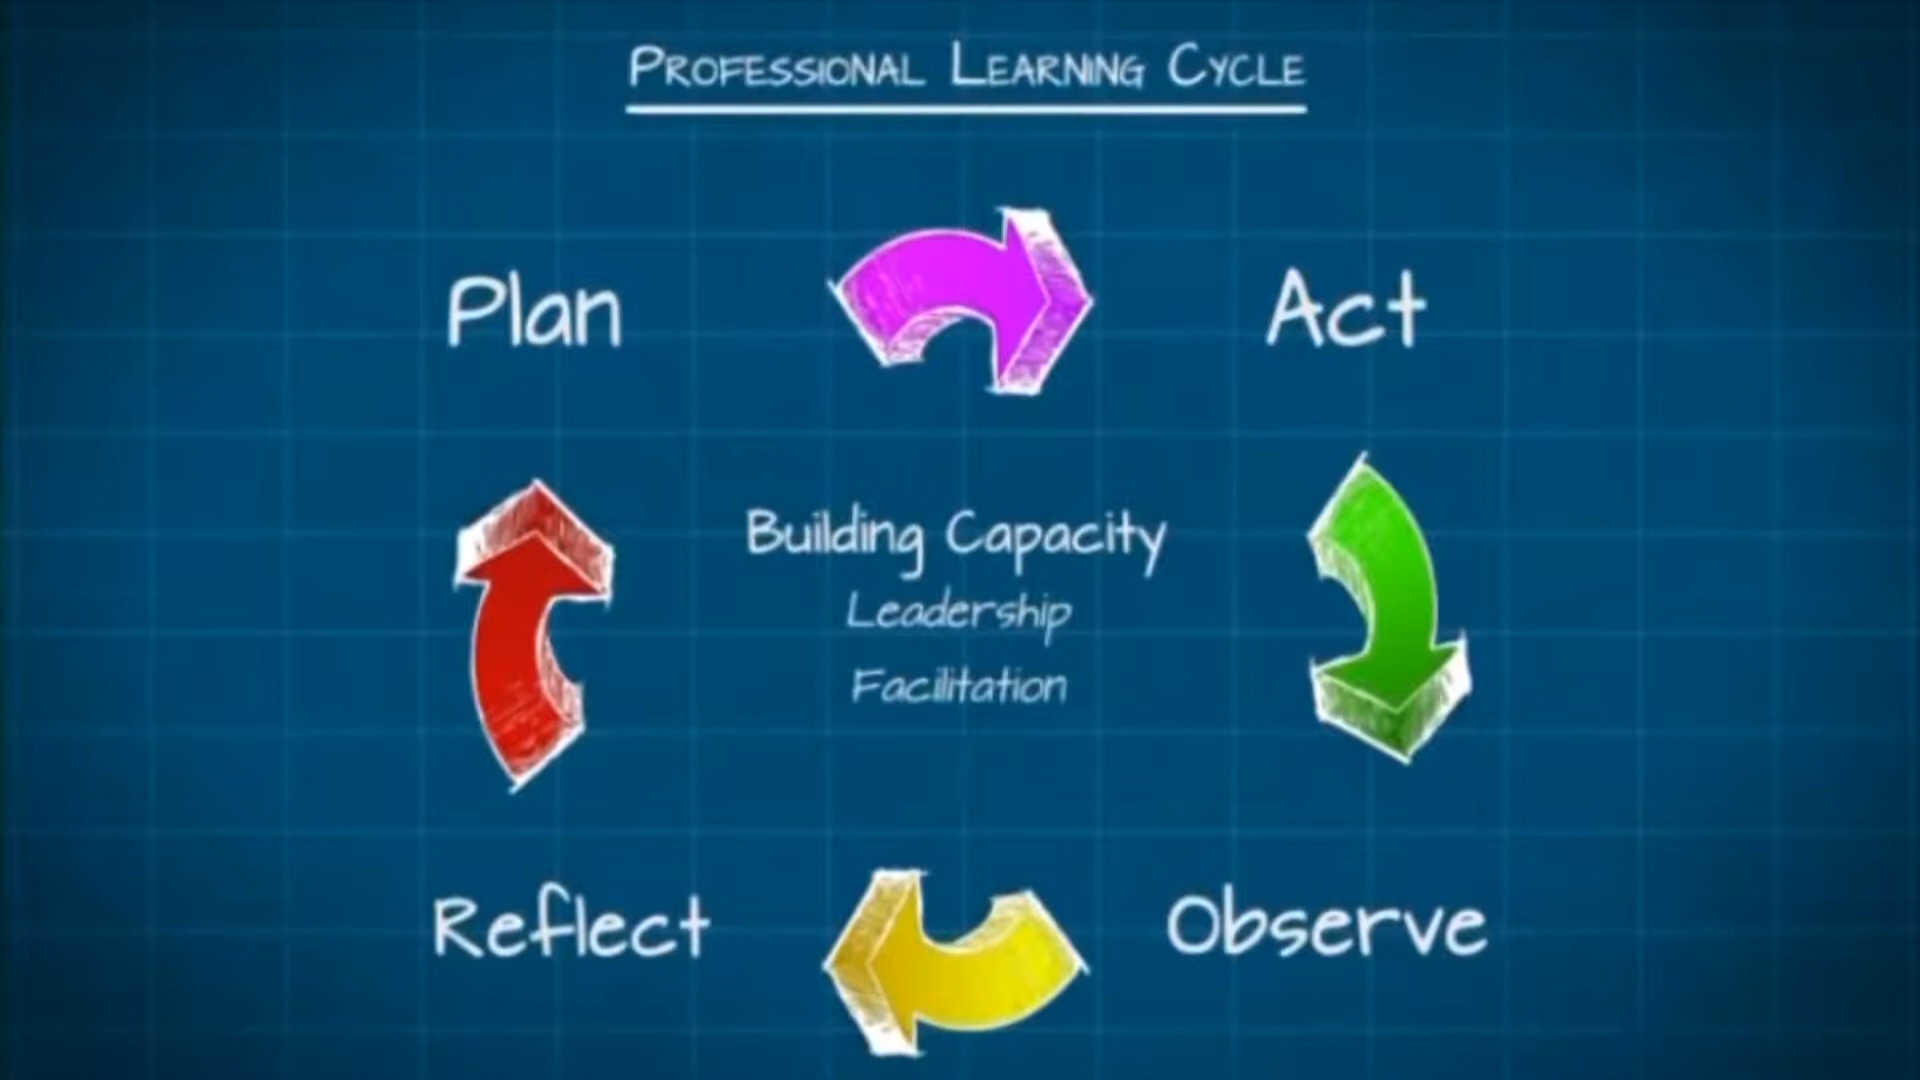 PROFESSIONAL LEARNING CYCLE
Plan
Act
Building Capacity
Leadership
Facilitation
Reflect
Observe